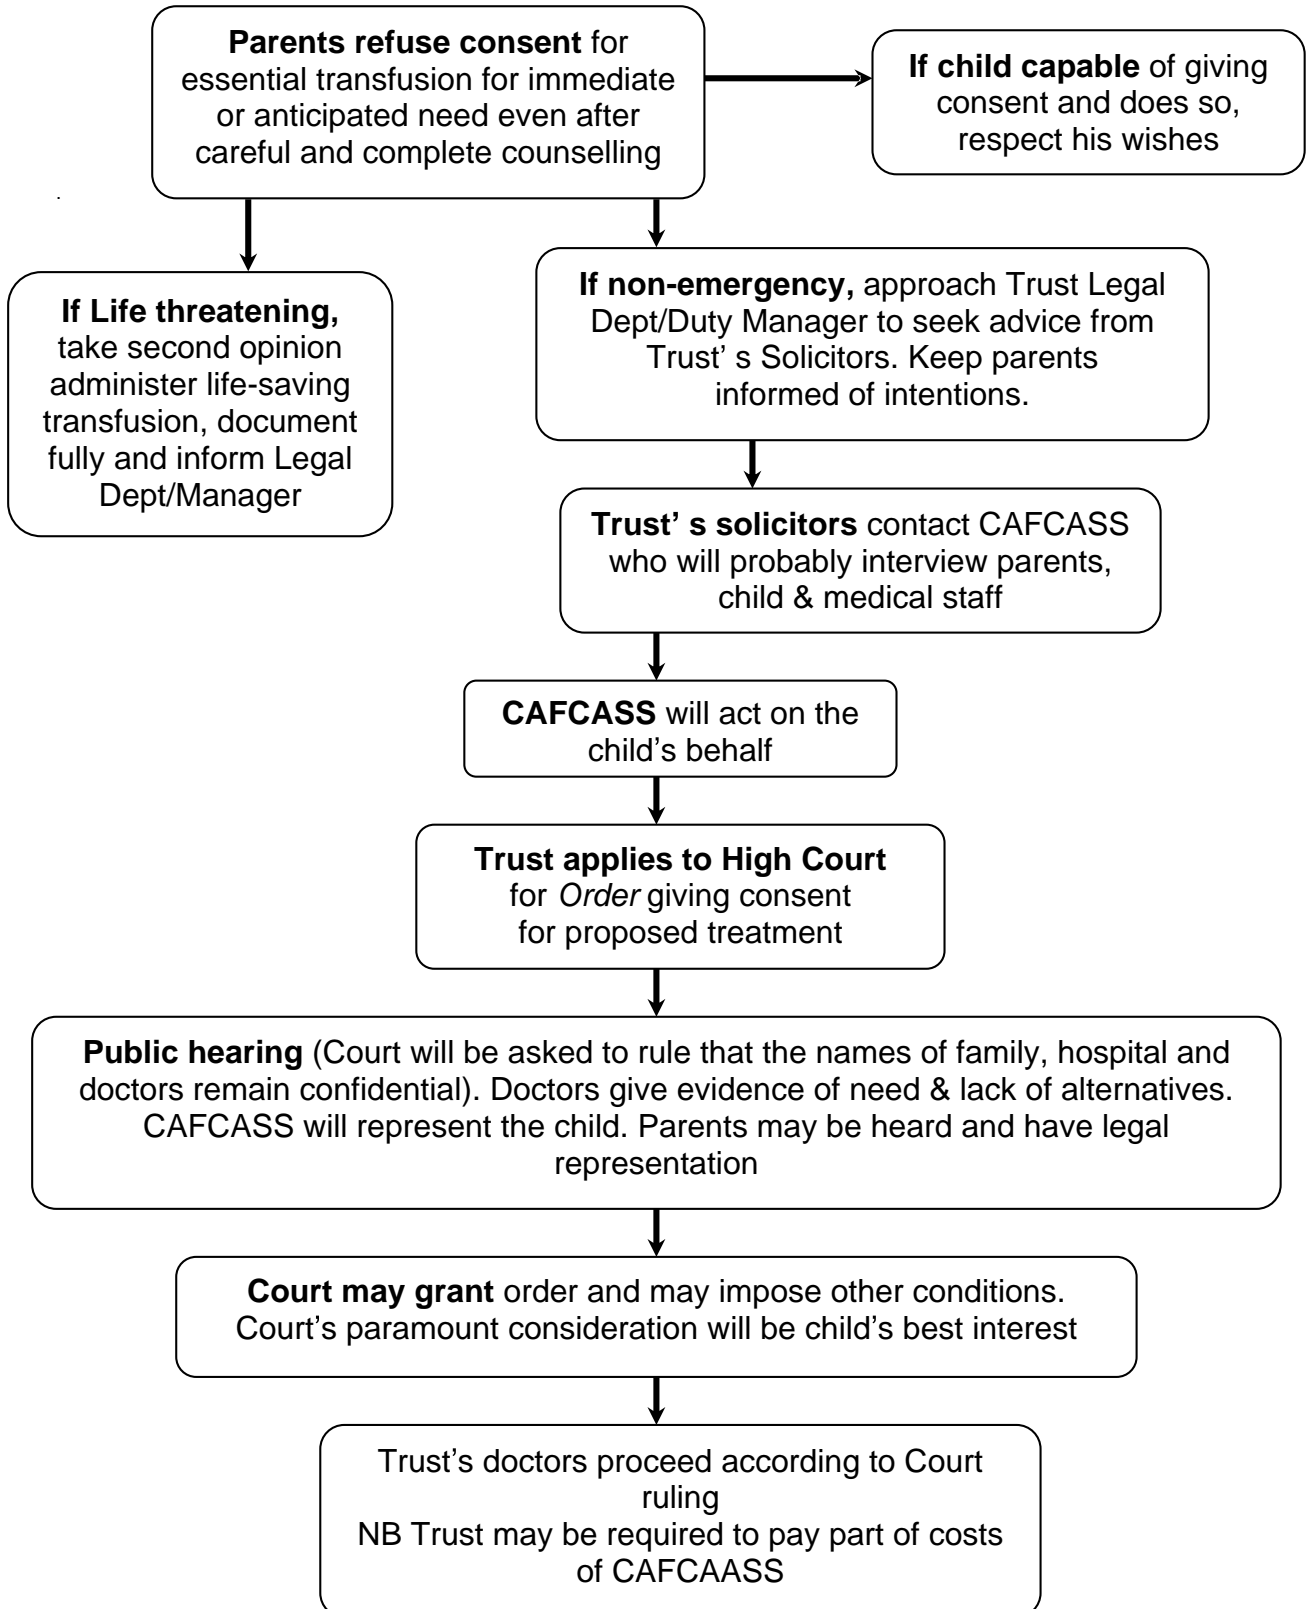 Parents refuse consent for
essential transfusion for immediate
or anticipated need even after
careful and complete counselling
If child capable of giving
consent and does so,
respect his wishes
If Life threatening,
take second opinion
administer life-saving
transfusion, document
fully and inform Legal
Dept/Manager
If non-emergency, approach Trust Legal
Dept/Duty Manager to seek advice from
Trust' s Solicitors. Keep parents
informed of intentions.
Trust' s solicitors contact CAFCASS
who will probably interview parents,
child & medical staff
CAFCASS will act on the
child’s behalf
Trust applies to High Court
for Order giving consent
for proposed treatment
Public hearing (Court will be asked to rule that the names of family, hospital and
doctors remain confidential). Doctors give evidence of need & lack of alternatives.
CAFCASS will represent the child. Parents may be heard and have legal
representation
Court may grant order and may impose other conditions.
Court’s paramount consideration will be child’s best interest
Trust’s doctors proceed according to Court
ruling
NB Trust may be required to pay part of costs
of CAFCAASS